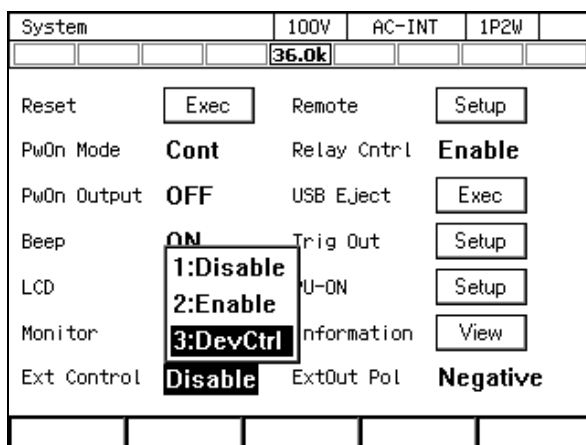 System 100V AC-INT 1P2W
36.0k
Reset Exec Remote Setup
PwOn Mode Cont Relay Cntrl Enable
PwOn Output OFF USB Eject Exec
Beep ON Trig Out Setup
1:Disable
LCD PU-ON Setup
2:Enable
Monitor 3:DevCtrl Information View
Ext Control Disable ExtOut Pol Negative